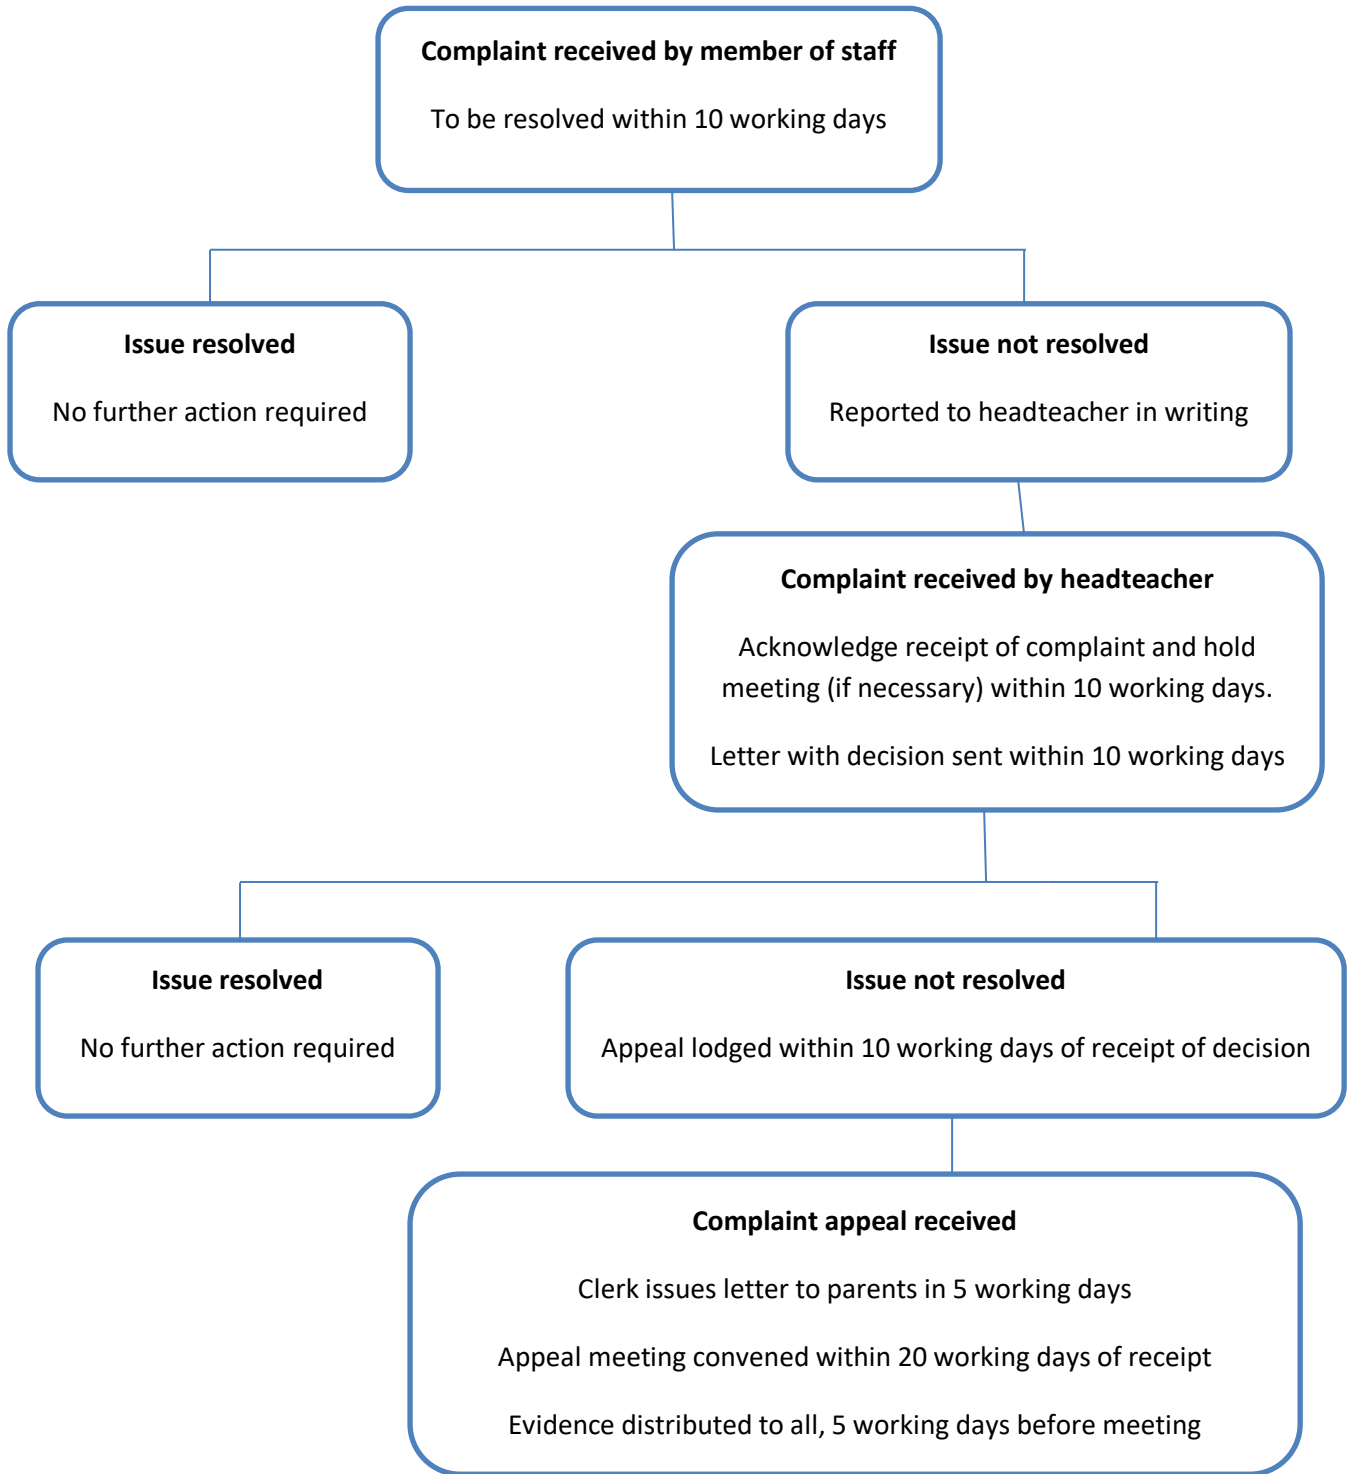 Complaint received by member of staff
To be resolved within 10 working days
Issue resolved
No further action required
Issue not resolved
Reported to headteacher in writing
Complaint received by headteacher
Acknowledge receipt of complaint and hold
meeting (if necessary) within 10 working days.
Letter with decision sent within 10 working days
Issue resolved
No further action required
Issue not resolved
Appeal lodged within 10 working days of receipt of decision
Complaint appeal received
Clerk issues letter to parents in 5 working days
Appeal meeting convened within 20 working days of receipt
Evidence distributed to all, 5 working days before meeting